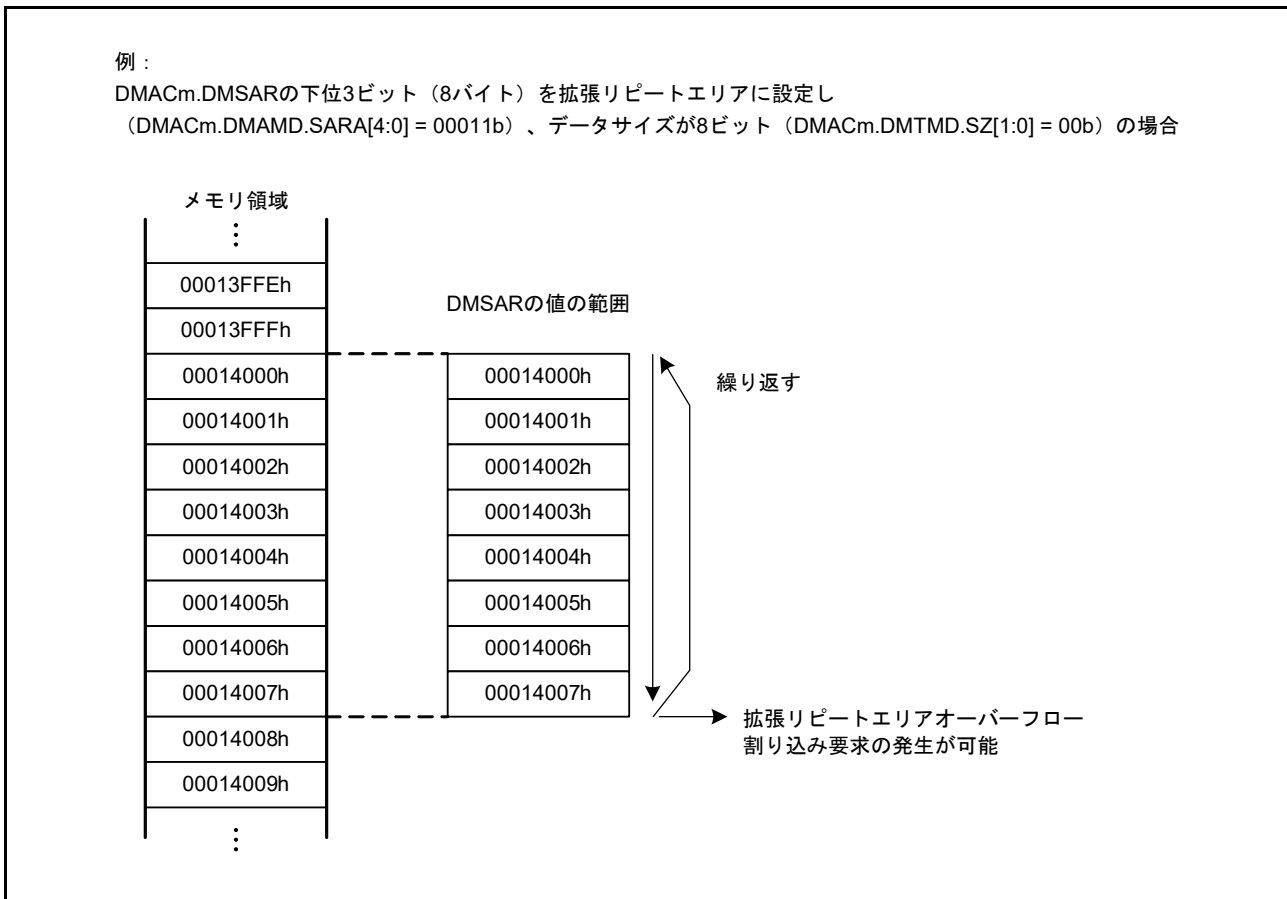 例：
DMACm.DMSARの下位3ビット（8バイト）を拡張リピートエリアに設定し
（DMACm.DMAMD.SARA[4:0] = 00011b）、データサイズが8ビット（DMACm.DMTMD.SZ[1:0] = 00b）の場合
メモリ領域
⋮
00013FFEh
00013FFFh
00014000h
00014001h
00014002h
00014003h
00014004h
00014005h
00014006h
00014007h
00014008h
00014009h
⋮
DMSARの値の範囲
00014000h
00014001h
00014002h
00014003h
00014004h
00014005h
00014006h
00014007h
繰り返す
拡張リピートエリアオーバーフロー
割り込み要求の発生が可能